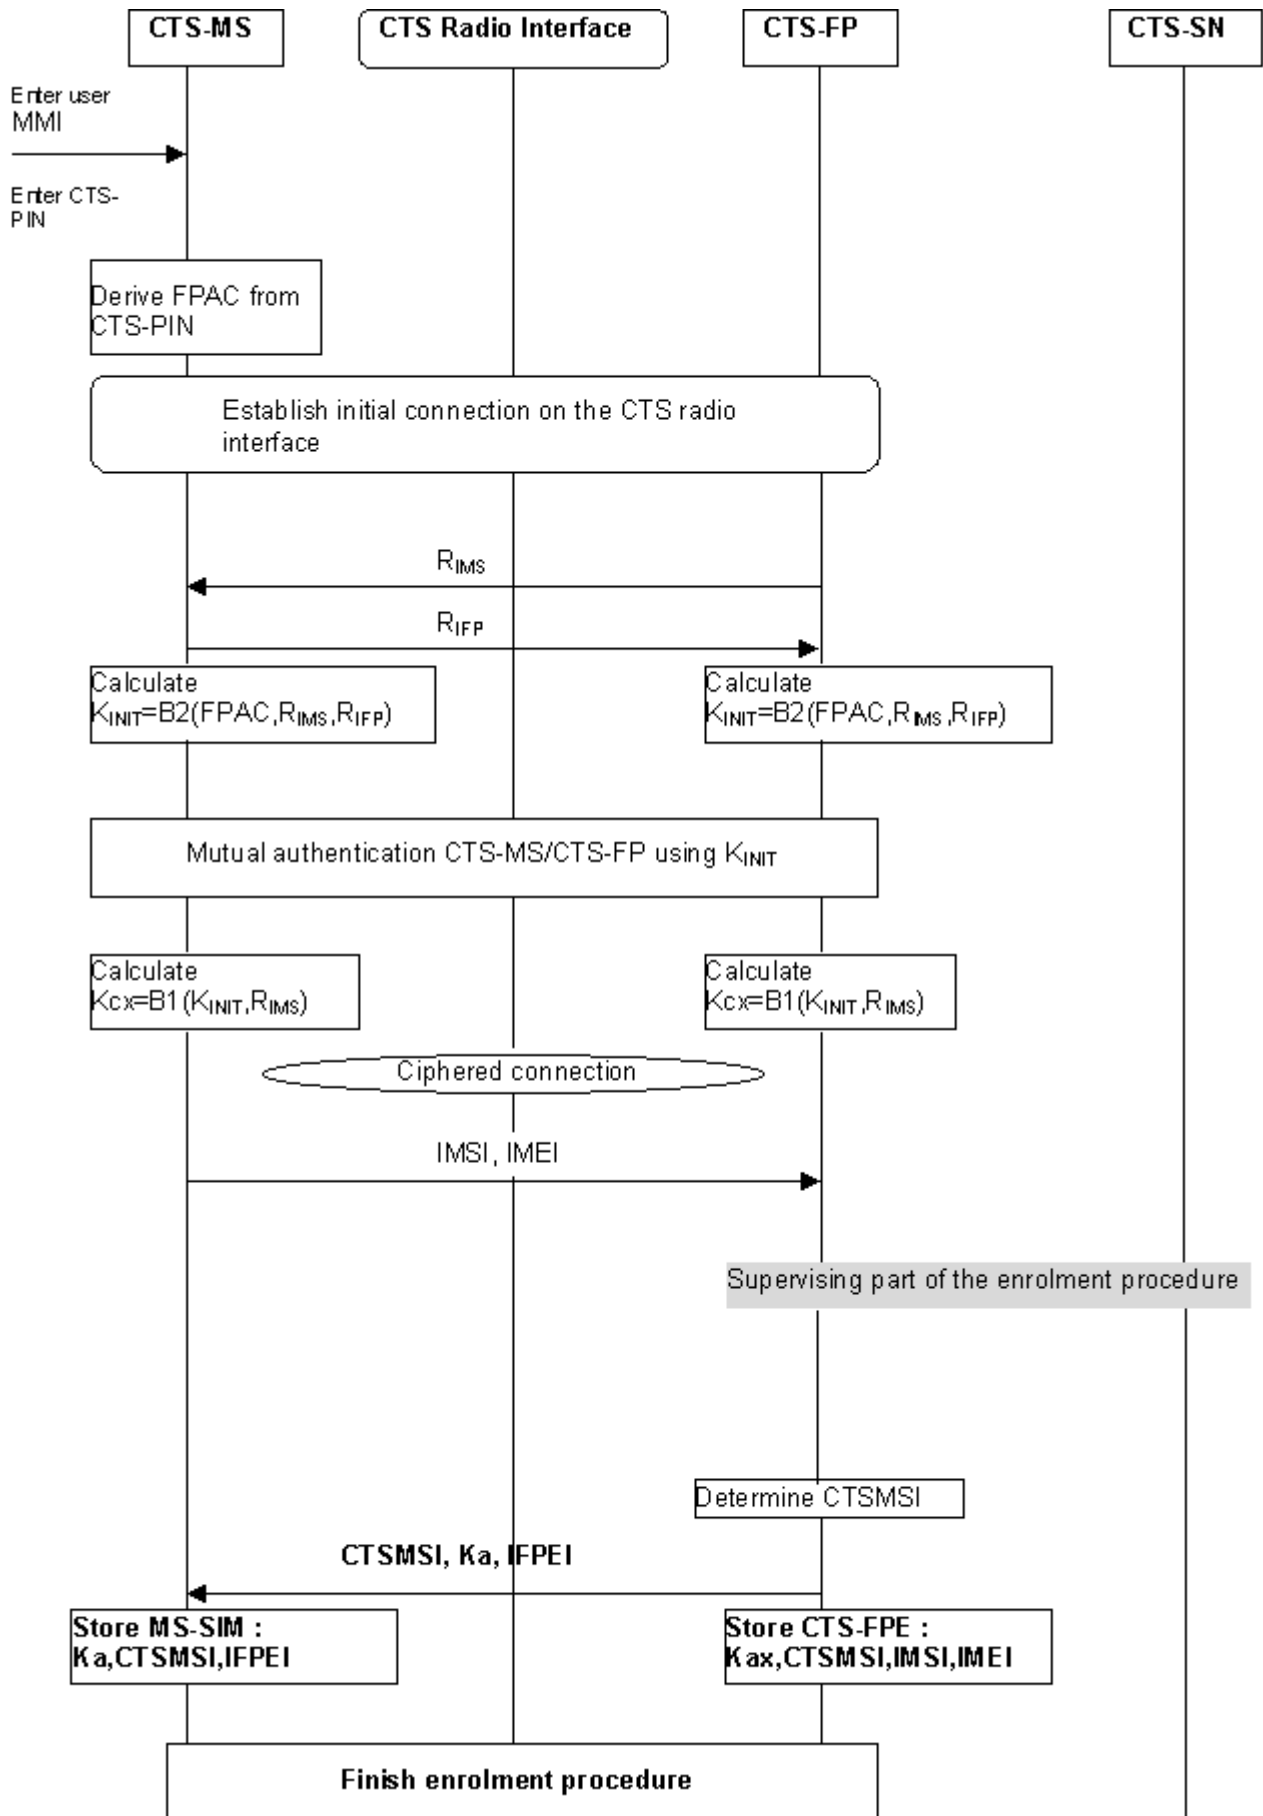 CTS-MS
CTS Radio Interface
CTS-FP
CTS-SN
Enter user
MMI
Enter CTS-
PIN
Derive FPAC from
CTS-PIN
Establish initial connection on the CTS radio
interface
RIMS
RIFP
Calculate
KINIT=B2(FPAC,RIMS,RIFP)
Calculate
KINIT=B2(FPAC,RIMS,RIFP)
Mutual authentication CTS-MS/CTS-FP using KINIT
Calculate
Kcx=B1(KINIT,RIMS)
Calculate
Kcx=B1(KINIT,RIMS)
Ciphered connection
IMSI, IMEI
Supervising part of the enrolment procedure
Determine CTSMSI
CTSMSI, Ka, IFPEI
Store MS-SIM :
Ka,CTSMSI,IFPEI
Store CTS-FPE :
Kax,CTSMSI,IMSI,IMEI
Finish enrolment procedure